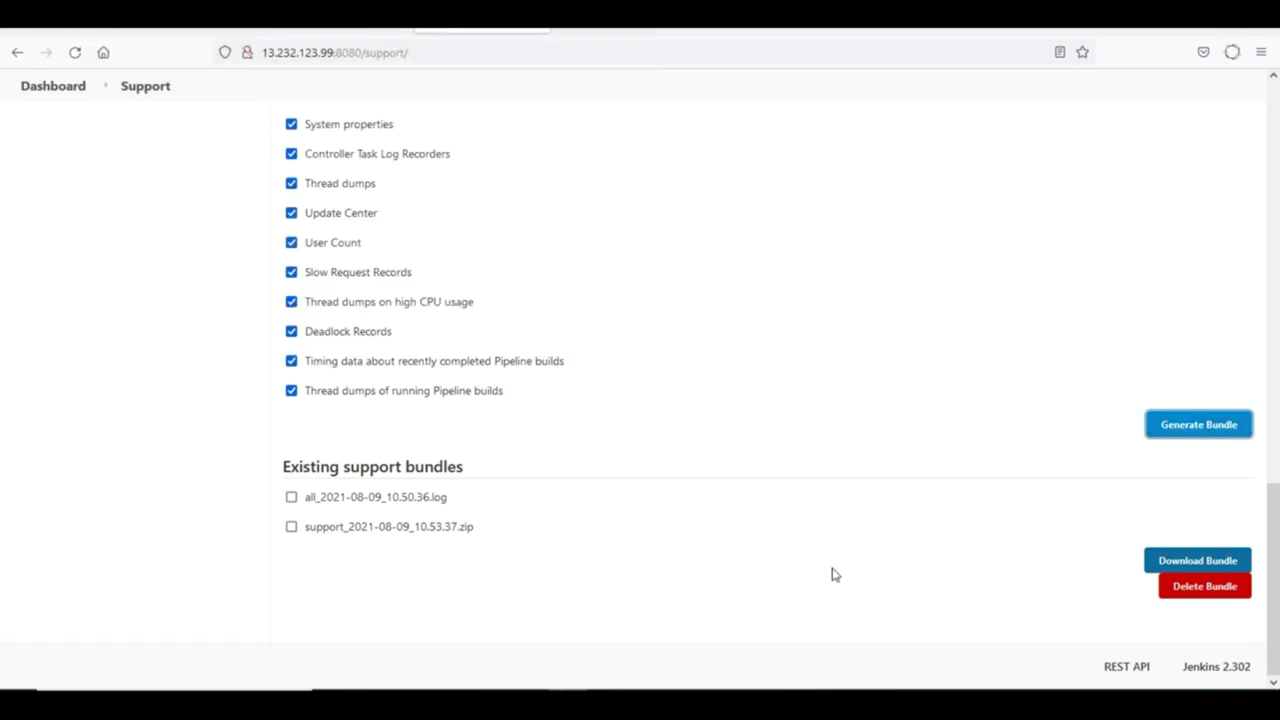 13.232.123.99:8080/support/
Dashboard Support
System properties
Controller Task Log Recorders
Thread dumps
Update Center
User Count
Slow Request Records
Thread dumps on high CPU usage
Deadlock Records
Timing data about recently completed Pipeline builds
Thread dumps of running Pipeline builds
Generate Bundle
Existing support bundles
all_2021-08-09_10.50.36.log
support_2021-08-09_10.53.37.zip
Download Bundle
Delete Bundle
REST API Jenkins 2.302